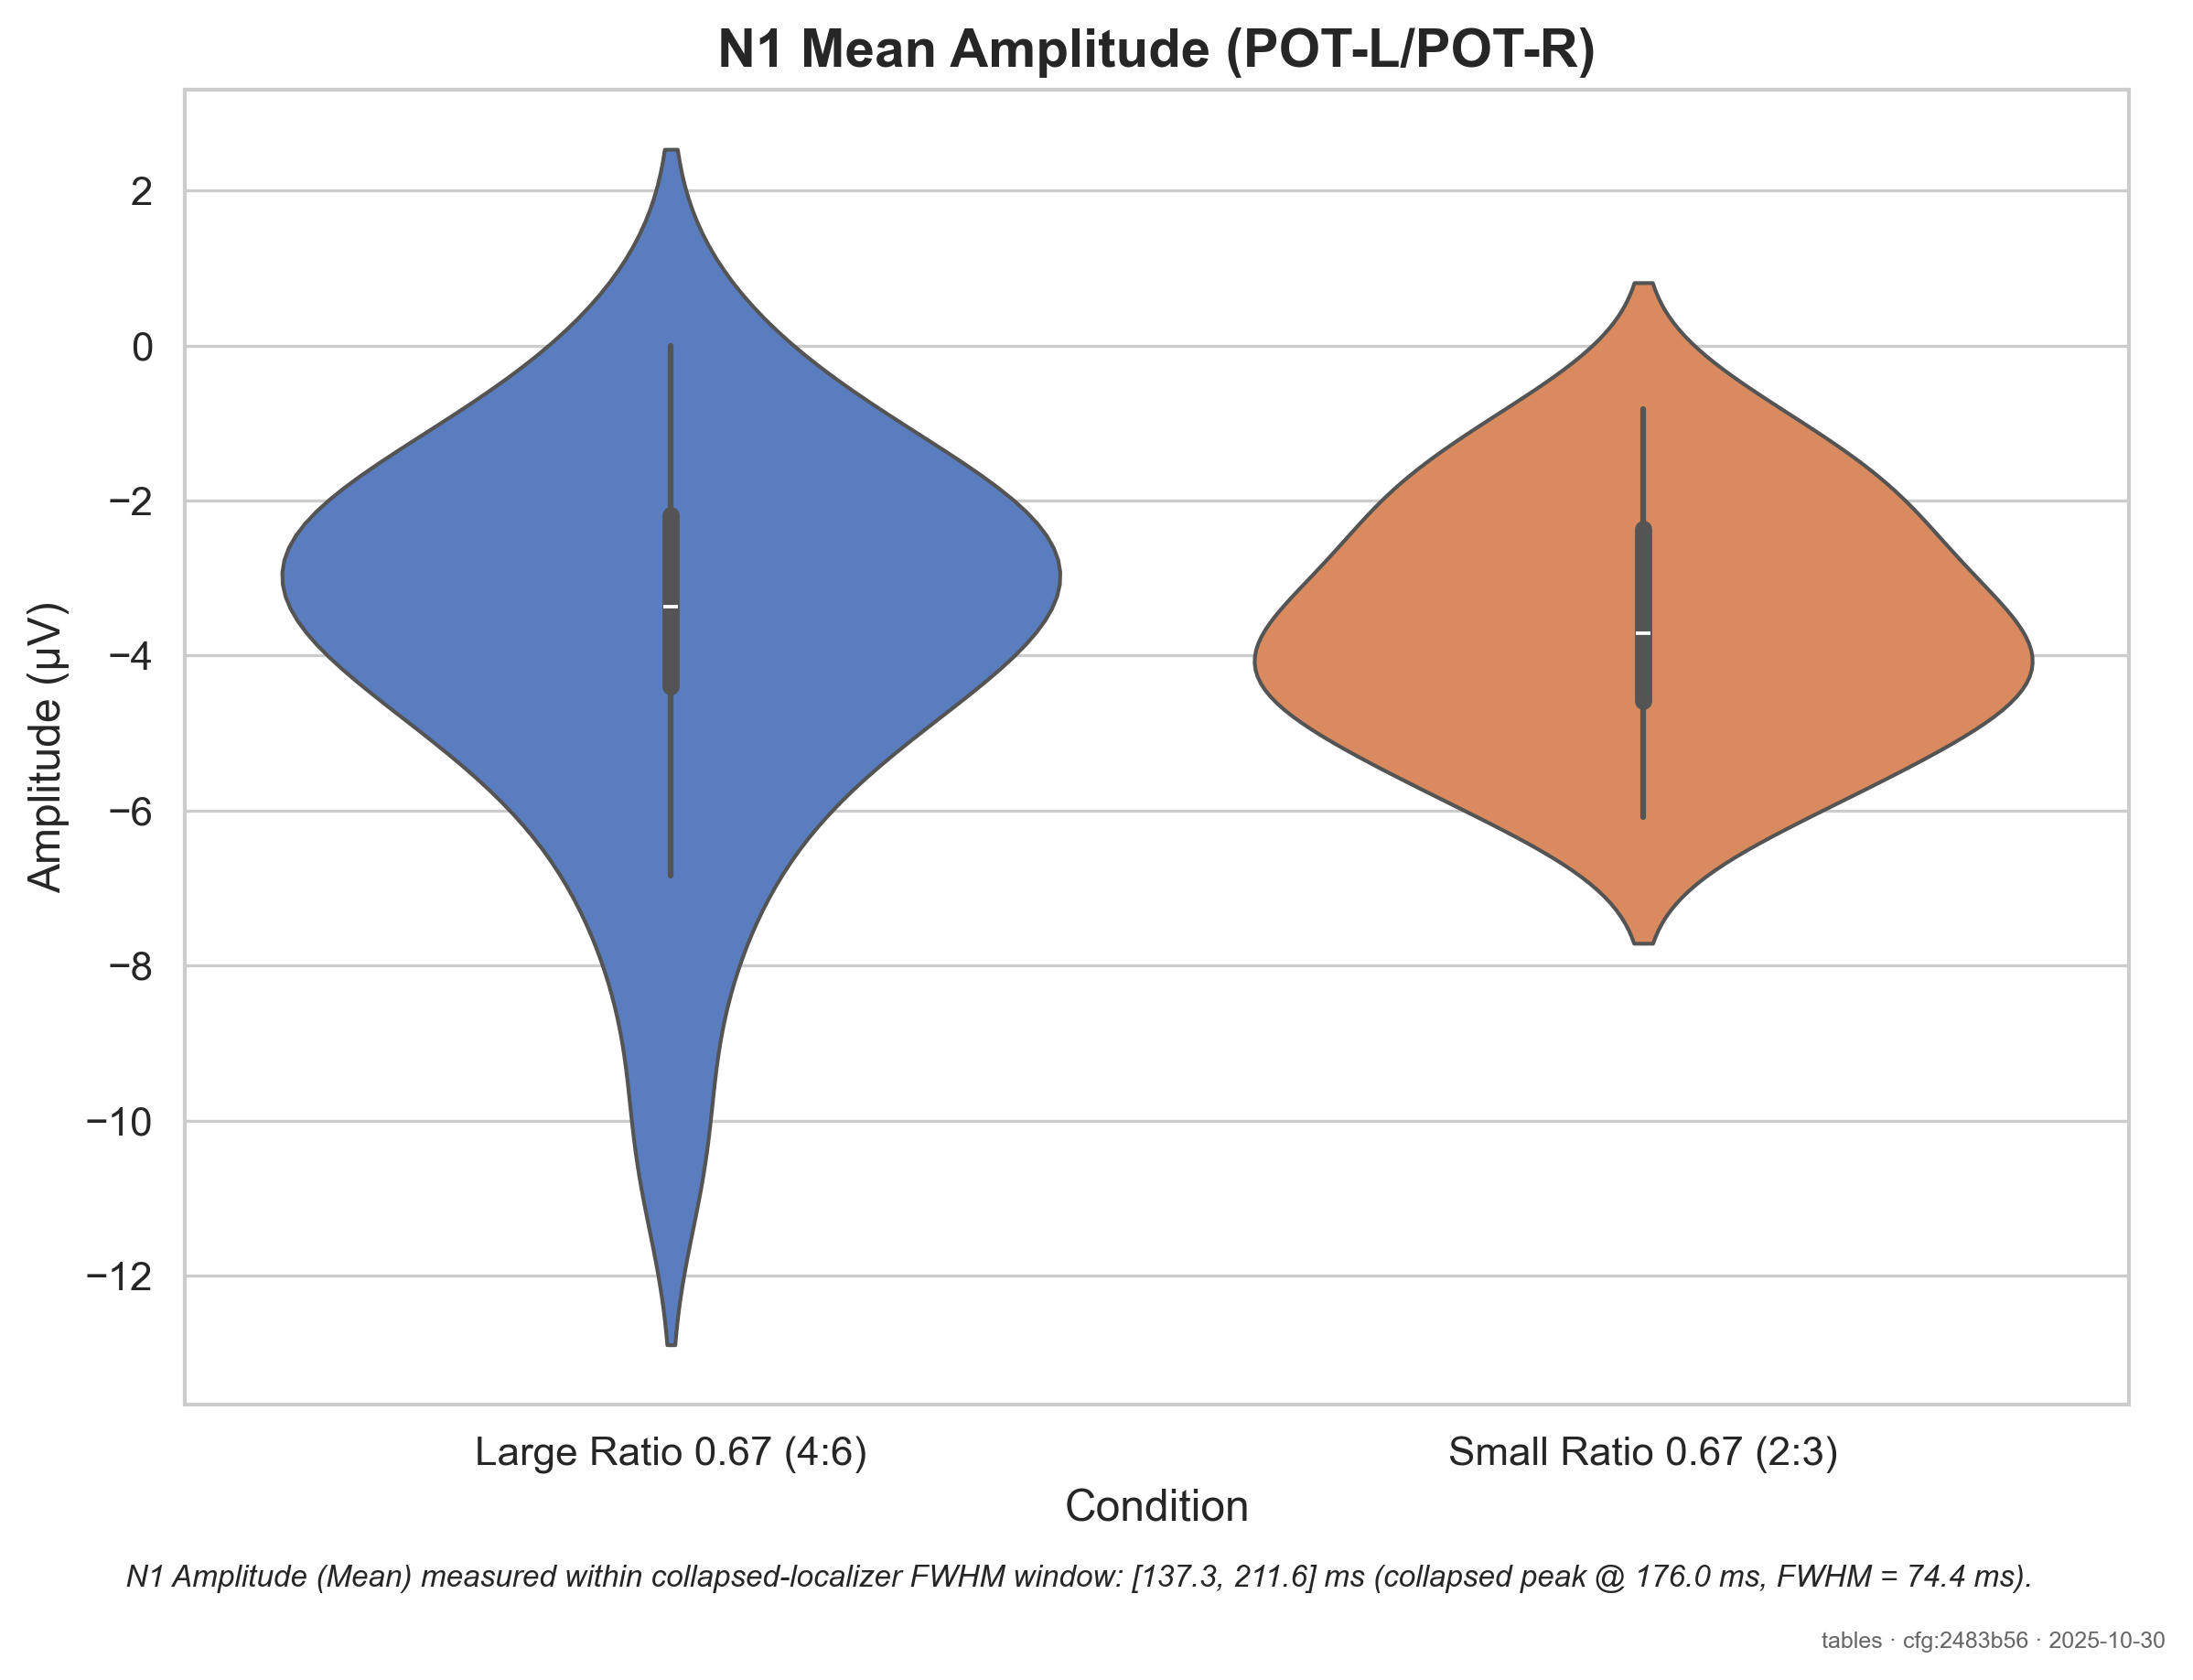 N1 Mean Amplitude (POT-L/POT-R)
Amplitude (µV)
2
0
−2
−4
−6
−8
−10
−12
Large Ratio 0.67 (4:6)
Small Ratio 0.67 (2:3)
Condition
N1 Amplitude (Mean) measured within collapsed-localizer FWHM window: [137.3, 211.6] ms (collapsed peak @ 176.0 ms, FWHM = 74.4 ms).
tables · cfg:2483b56 · 2025-10-30